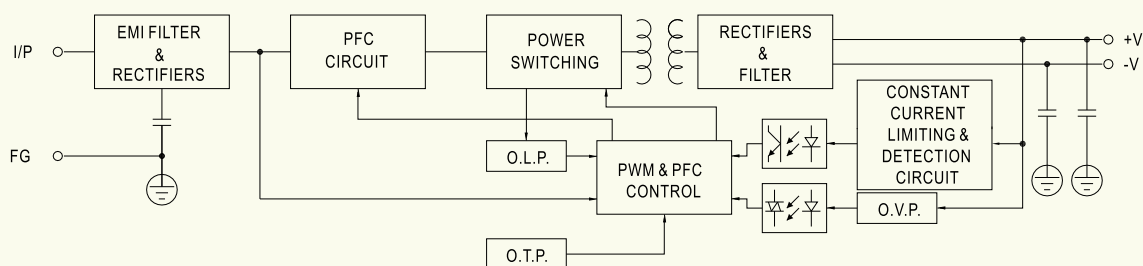 I/P
EMI FILTER
&
RECTIFIERS
PFC
CIRCUIT
POWER
SWITCHING
RECTIFIERS
&
FILTER
+V
-V
CONSTANT
CURRENT
LIMITING &
DETECTION
CIRCUIT
FG
O.L.P.
PWM & PFC
CONTROL
O.V.P.
O.T.P.